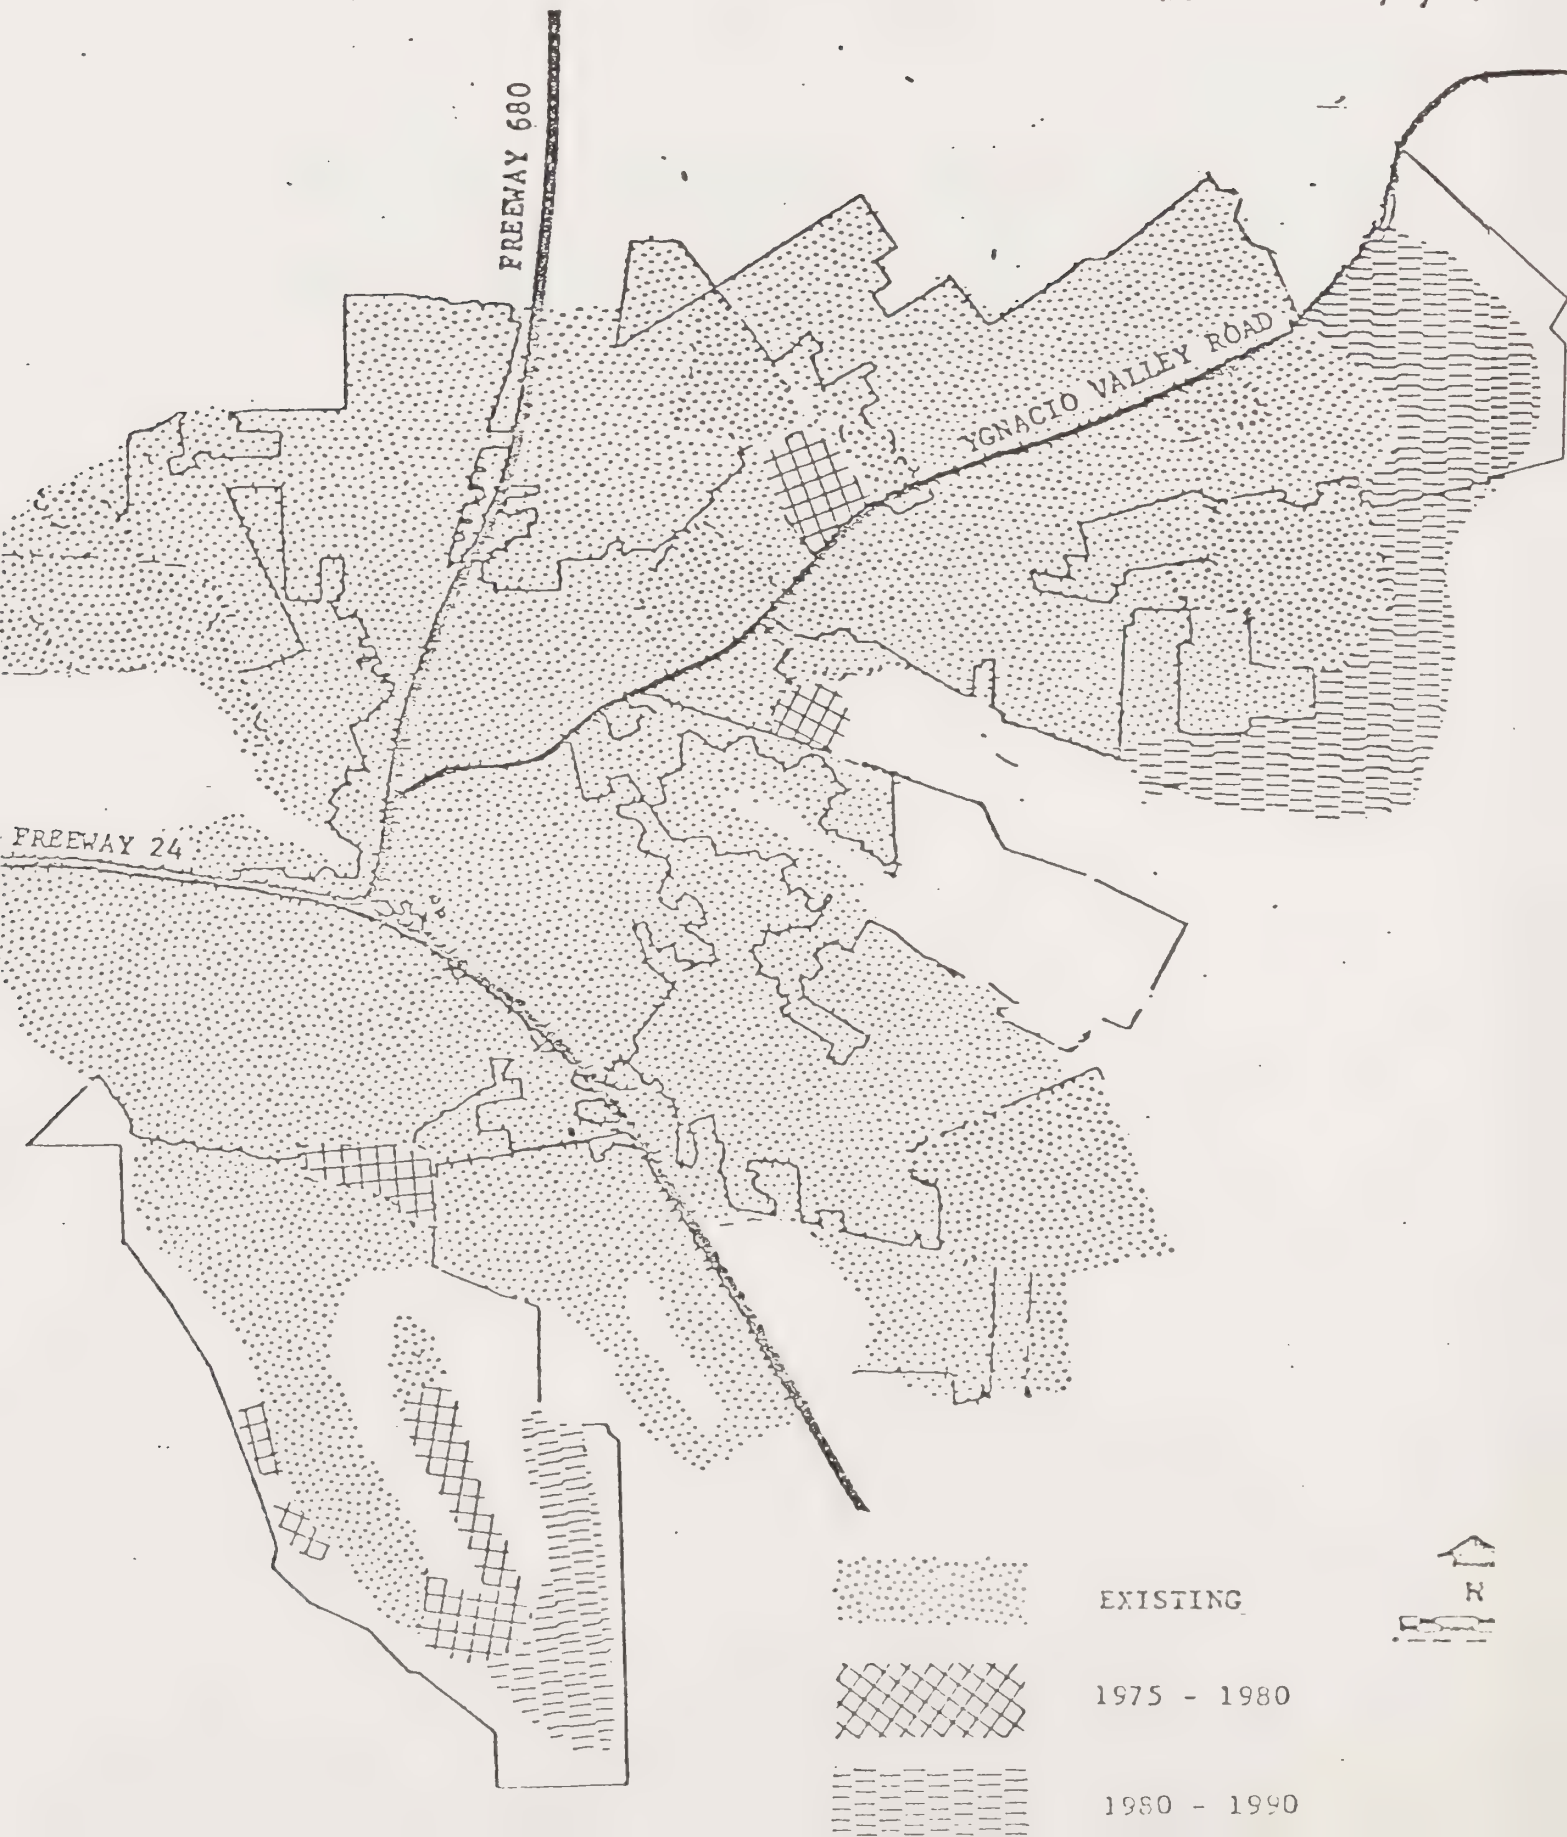 FREEWAY 680
YGNACIO VALLEY ROAD
FREEWAY 24
EXISTING
N
1975 - 1980
1980 - 1990